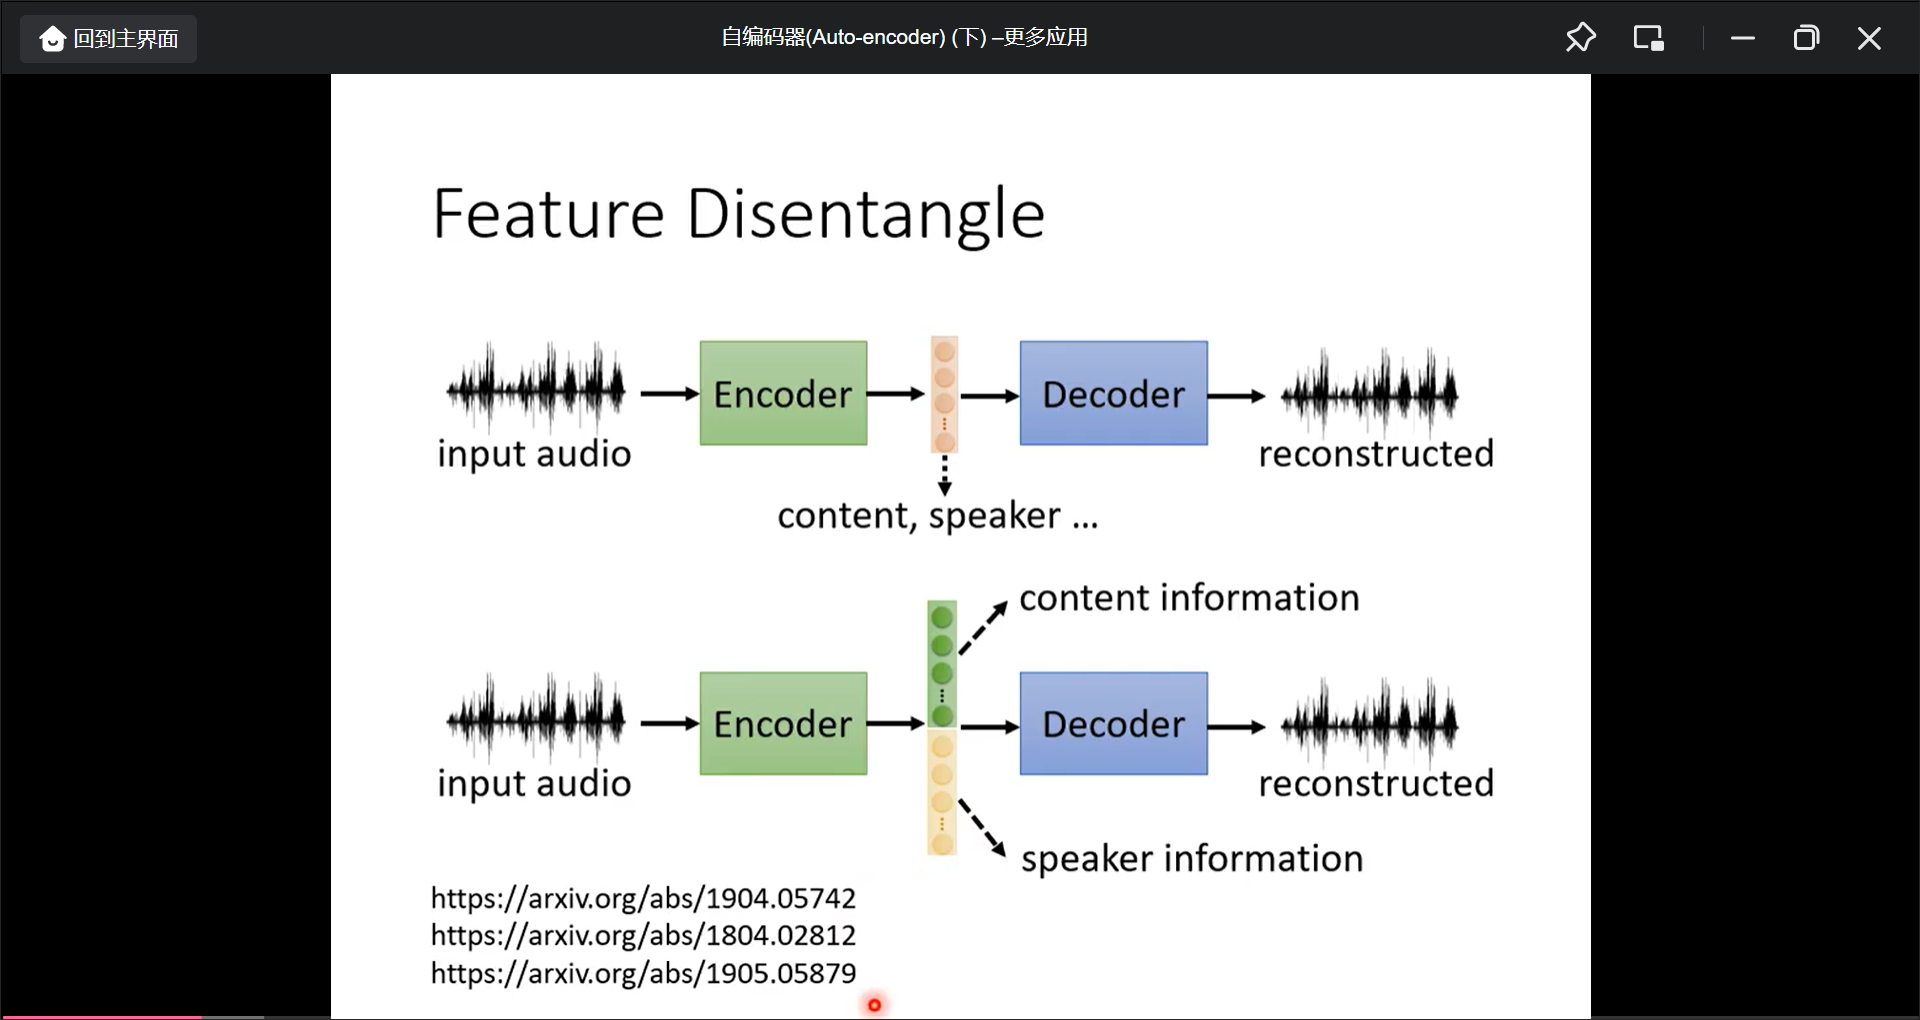 回到主界面
自编码器(Auto-encoder) (下) –更多应用
Feature Disentangle
Encoder
Decoder
input audio
reconstructed
content, speaker ...
content information
Encoder
Decoder
input audio
reconstructed
speaker information
https://arxiv.org/abs/1904.05742
https://arxiv.org/abs/1804.02812
https://arxiv.org/abs/1905.05879